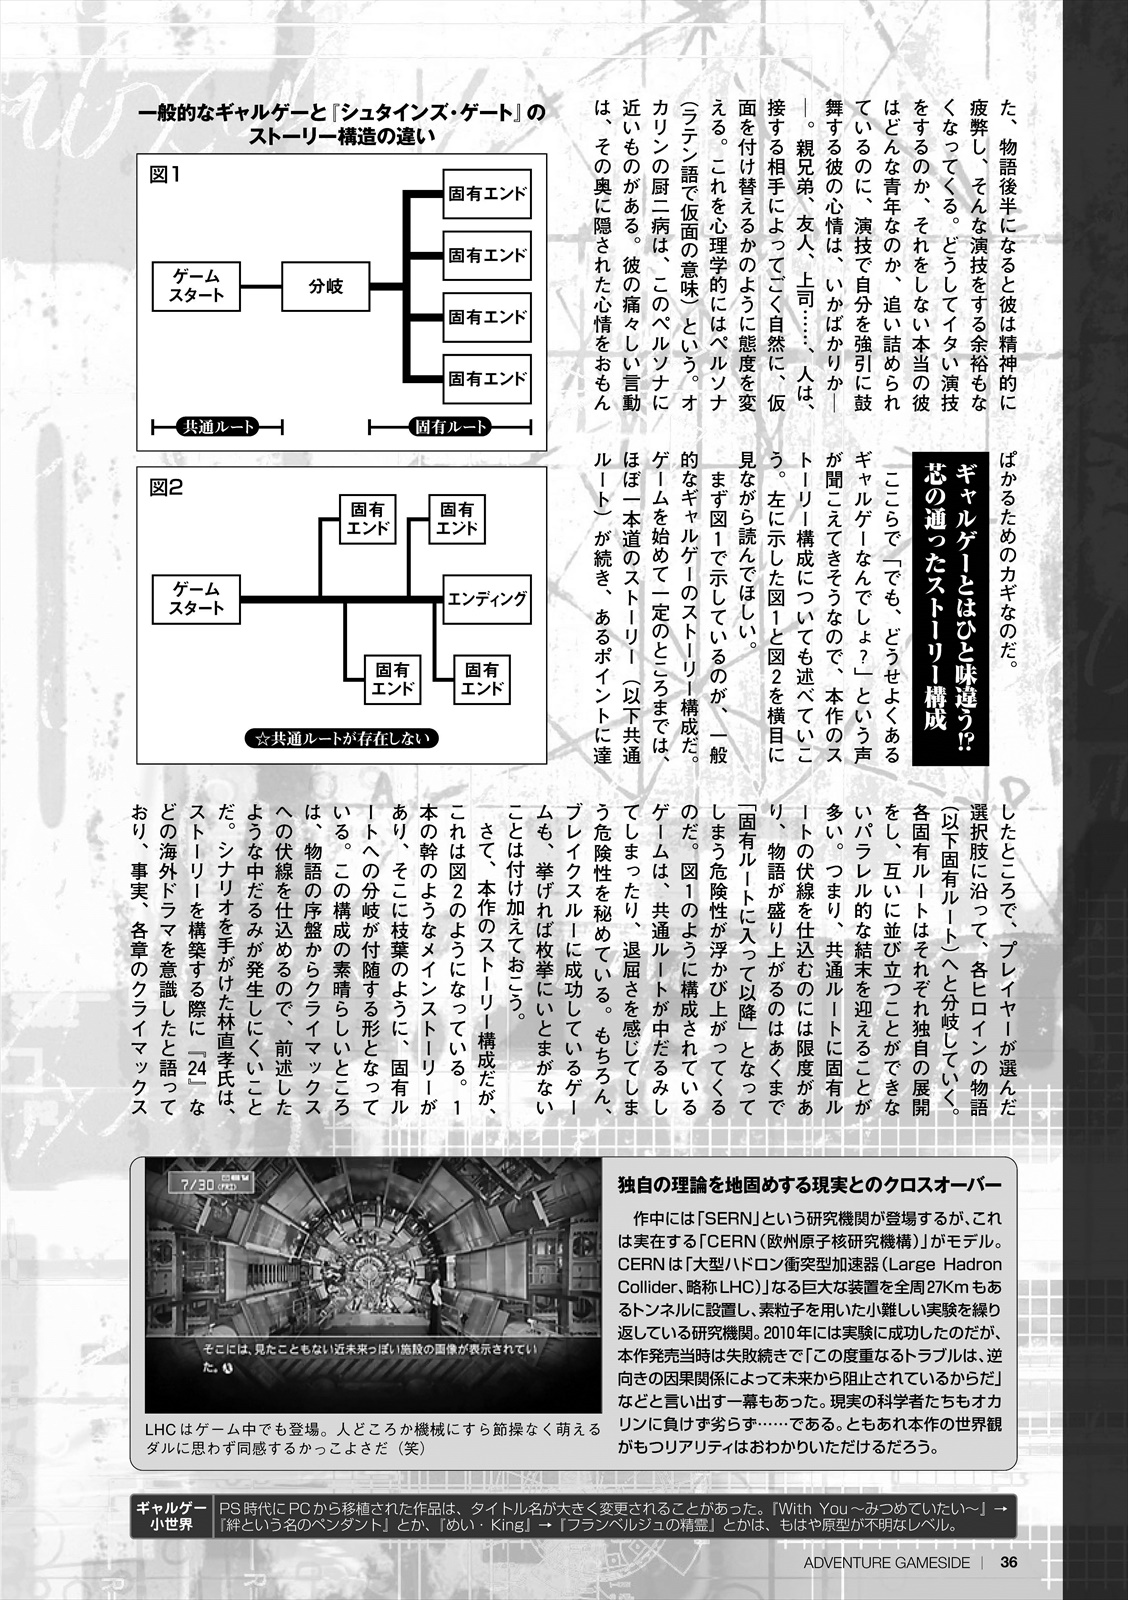 た、物語後半になると彼は精神的に
疲弊し、そんな演技をする余裕もな
くなってくる。どうしてイタい演技
をするのか、それをしない本当の彼
はどんな青年なのか、追い詰められ
ているのに、演技で自分を強引に鼓
舞する彼の心情は、いかばかりか―
―。親兄弟、友人、上司……、人は、
接する相手によってごく自然に、仮
面を付け替えるかのように態度を変
える。これを心理学的にはペルソナ
（ラテン語で仮面の意味）という。オ
カリンの厨二病は、このペルソナに
近いものがある。彼の痛々しい言動
は、その奥に隠された心情をおもん
ぱかるためのカギなのだ。
ギャルゲーとはひと味違う!?
芯の通ったストーリー構成
ここらで「でも、どうせよくある
ギャルゲーなんでしょ？」という声
が聞こえてきそうなので、本作のス
トーリー構成についても述べていこ
う。左に示した図1と図2を横目に
見ながら読んでほしい。
まず図1で示しているのが、一般
的なギャルゲーのストーリー構成だ。
ゲームを始めて一定のところまでは、
ほぼ一本道のストーリー（以下共通
ルート）が続き、あるポイントに達
したところで、プレイヤーが選んだ
選択肢に沿って、各ヒロインの物語
（以下固有ルート）へと分岐していく。
各固有ルートはそれぞれ独自の展開
をし、互いに並び立つことができな
いパラレル的な結末を迎えることが
多い。つまり、共通ルートに固有ル
ートの伏線を仕込むのには限度があ
り、物語が盛り上がるのはあくまで
「固有ルートに入って以降」となって
しまう危険性が浮かび上がってくる
のだ。図1のように構成されている
ゲームは、共通ルートが中だるみし
てしまったり、退屈さを感じてしま
う危険性を秘めている。もちろん、
ブレイクスルーに成功しているゲー
ムも、挙げれば枚挙にいとまがない
ことは付け加えておこう。
さて、本作のストーリー構成だが、
これは図2のようになっている。1
本の幹のようなメインストーリーが
あり、そこに枝葉のように、固有ル
ートへの分岐が付随する形となって
いる。この構成の素晴らしいところ
は、物語の序盤からクライマックス
への伏線を仕込めるので、前述した
ような中だるみが発生しにくいこと
だ。シナリオを手がけた林直孝氏は、
ストーリーを構築する際に『24』な
どの海外ドラマを意識したと語って
おり、事実、各章のクライマックス
一般的なギャルゲーと『シュタインズ・ゲート』の
ストーリー構造の違い
図1
ゲーム
スタート
分岐
固有エンド
固有エンド
固有エンド
固有エンド
共通ルート
固有ルート
図2
固有
エンド
固有
エンド
ゲーム
スタート
エンディング
固有
エンド
固有
エンド
☆共通ルートが存在しない
7/30
(FRI)
そこには、見たこともない近未来っぽい施設の画像が表示されてい
た。
LHCはゲーム中でも登場。人どころか機械にすら節操なく萌える
ダルに思わず同感するかっこよさだ（笑）
独自の理論を地固めする現実とのクロスオーバー
作中には「SERN」という研究機関が登場するが、これ
は実在する「CERN（欧州原子核研究機構）」がモデル。
CERNは「大型ハドロン衝突型加速器（Large Hadron
Collider、略称LHC）」なる巨大な装置を全周27Kmもあ
るトンネルに設置し、素粒子を用いた小難しい実験を繰り
返している研究機関。2010年には実験に成功したのだが、
本作発売当時は失敗続きで「この度重なるトラブルは、逆
向きの因果関係によって未来から阻止されているからだ」
などと言い出す一幕もあった。現実の科学者たちもオカ
リンに負けず劣らず……である。ともあれ本作の世界観
がもつリアリティはおわかりいただけるだろう。
ギャルゲー
小世界
PS時代にPCから移植された作品は、タイトル名が大きく変更されることがあった。『With You～みつめていたい～』→
『絆という名のペンダント』とか、『めい・King』→『フランベルジュの精霊』とかは、もはや原型が不明なレベル。
ADVENTURE GAMESIDE | 36